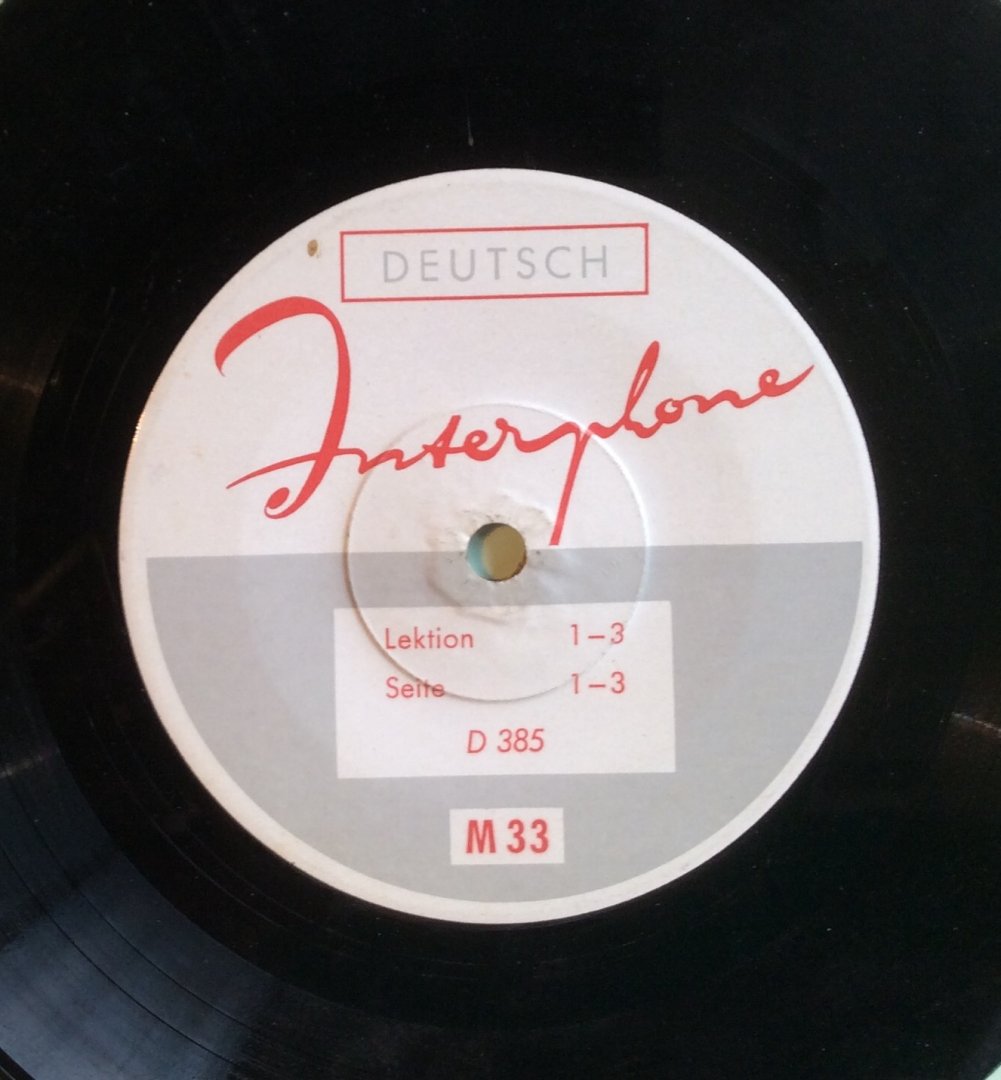 DEUTSCH
Interphone
Lektion 1–3
Seite 1–3
D 385
M 33